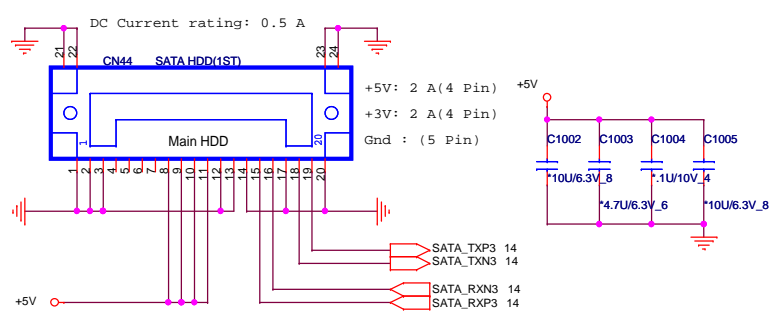 DC Current rating: 0.5 A
21
22
23
24
CN44 SATA HDD(1ST)
+5V: 2 A(4 Pin)
+3V: 2 A(4 Pin)
Gnd : (5 Pin)
1
20
Main HDD
1
2
3
4
5
6
7
8
9
10
11
12
13
14
15
16
17
18
19
20
SATA_TXP3 14
SATA_TXN3 14
SATA_RXN3 14
SATA_RXP3 14
+5V
+5V
C1002
C1003
C1004
C1005
*10U/6.3V_8
*.1U/10V_4
*4.7U/6.3V_6
*10U/6.3V_8